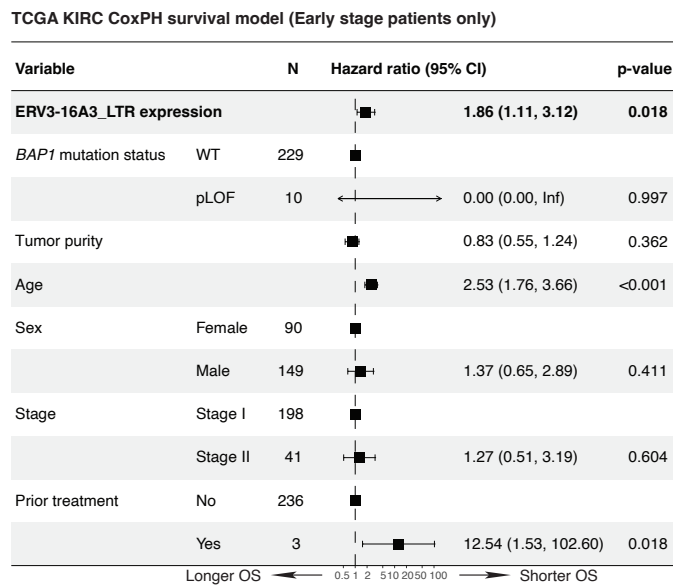 TCGA KIRC CoxPH survival model (Early stage patients only)
Variable N Hazard ratio (95% CI) p-value
ERV3-16A3_LTR expression 1.86 (1.11, 3.12) 0.018
BAP1 mutation status WT 229
pLOF 10 0.00 (0.00, Inf) 0.997
Tumor purity 0.83 (0.55, 1.24) 0.362
Age 2.53 (1.76, 3.66) <0.001
Sex Female 90
Male 149 1.37 (0.65, 2.89) 0.411
Stage Stage I 198
Stage II 41 1.27 (0.51, 3.19) 0.604
Prior treatment No 236
Yes 3 12.54 (1.53, 102.60) 0.018
Longer OS 0.5 1 2 5 10 20 50 100 Shorter OS